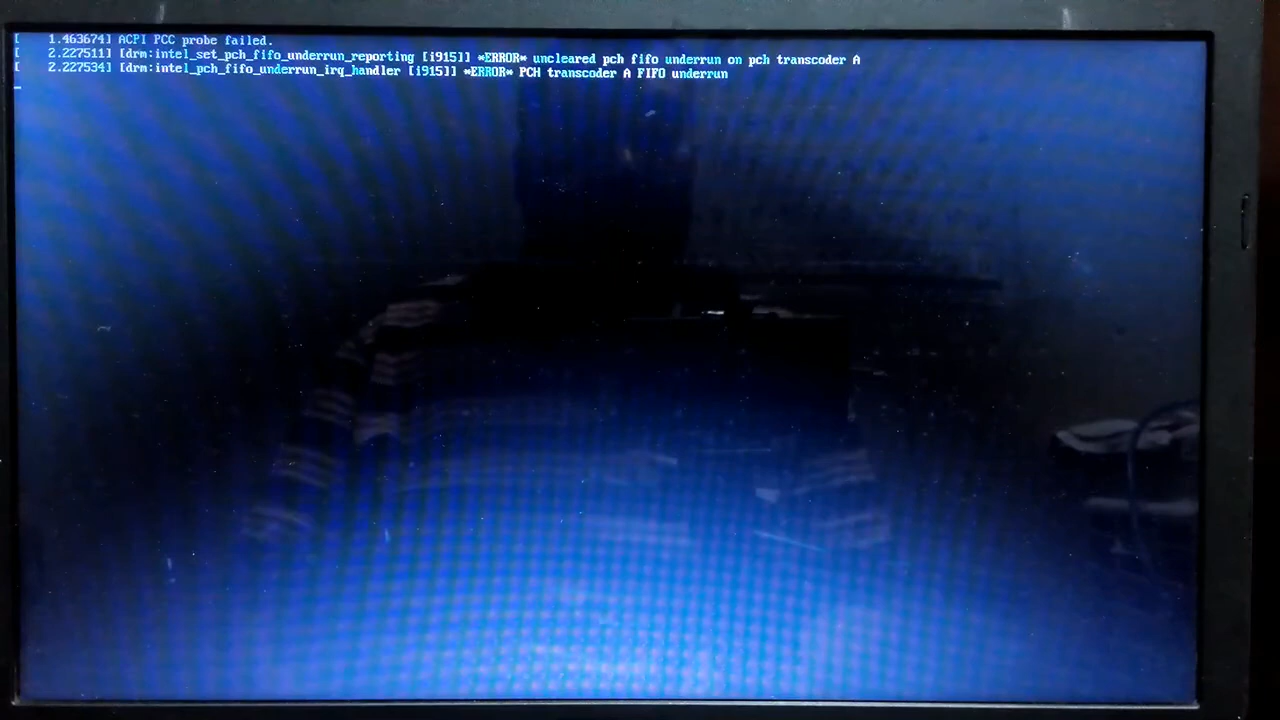 [    1.463674] ACPI PCC probe failed.
[    2.227511] [drm:intel_set_pch_fifo_underrun_reporting [i915]] *ERROR* uncleared pch fifo underrun on pch transcoder A
[    2.227534] [drm:intel_pch_fifo_underrun_irq_handler [i915]] *ERROR* PCH transcoder A FIFO underrun